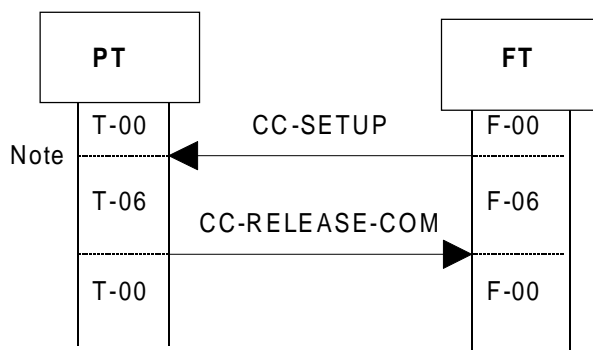 PT FT
T-00 CC-SETUP F-00
Note
T-06 F-06
CC-RELEASE-COM
T-00 F-00